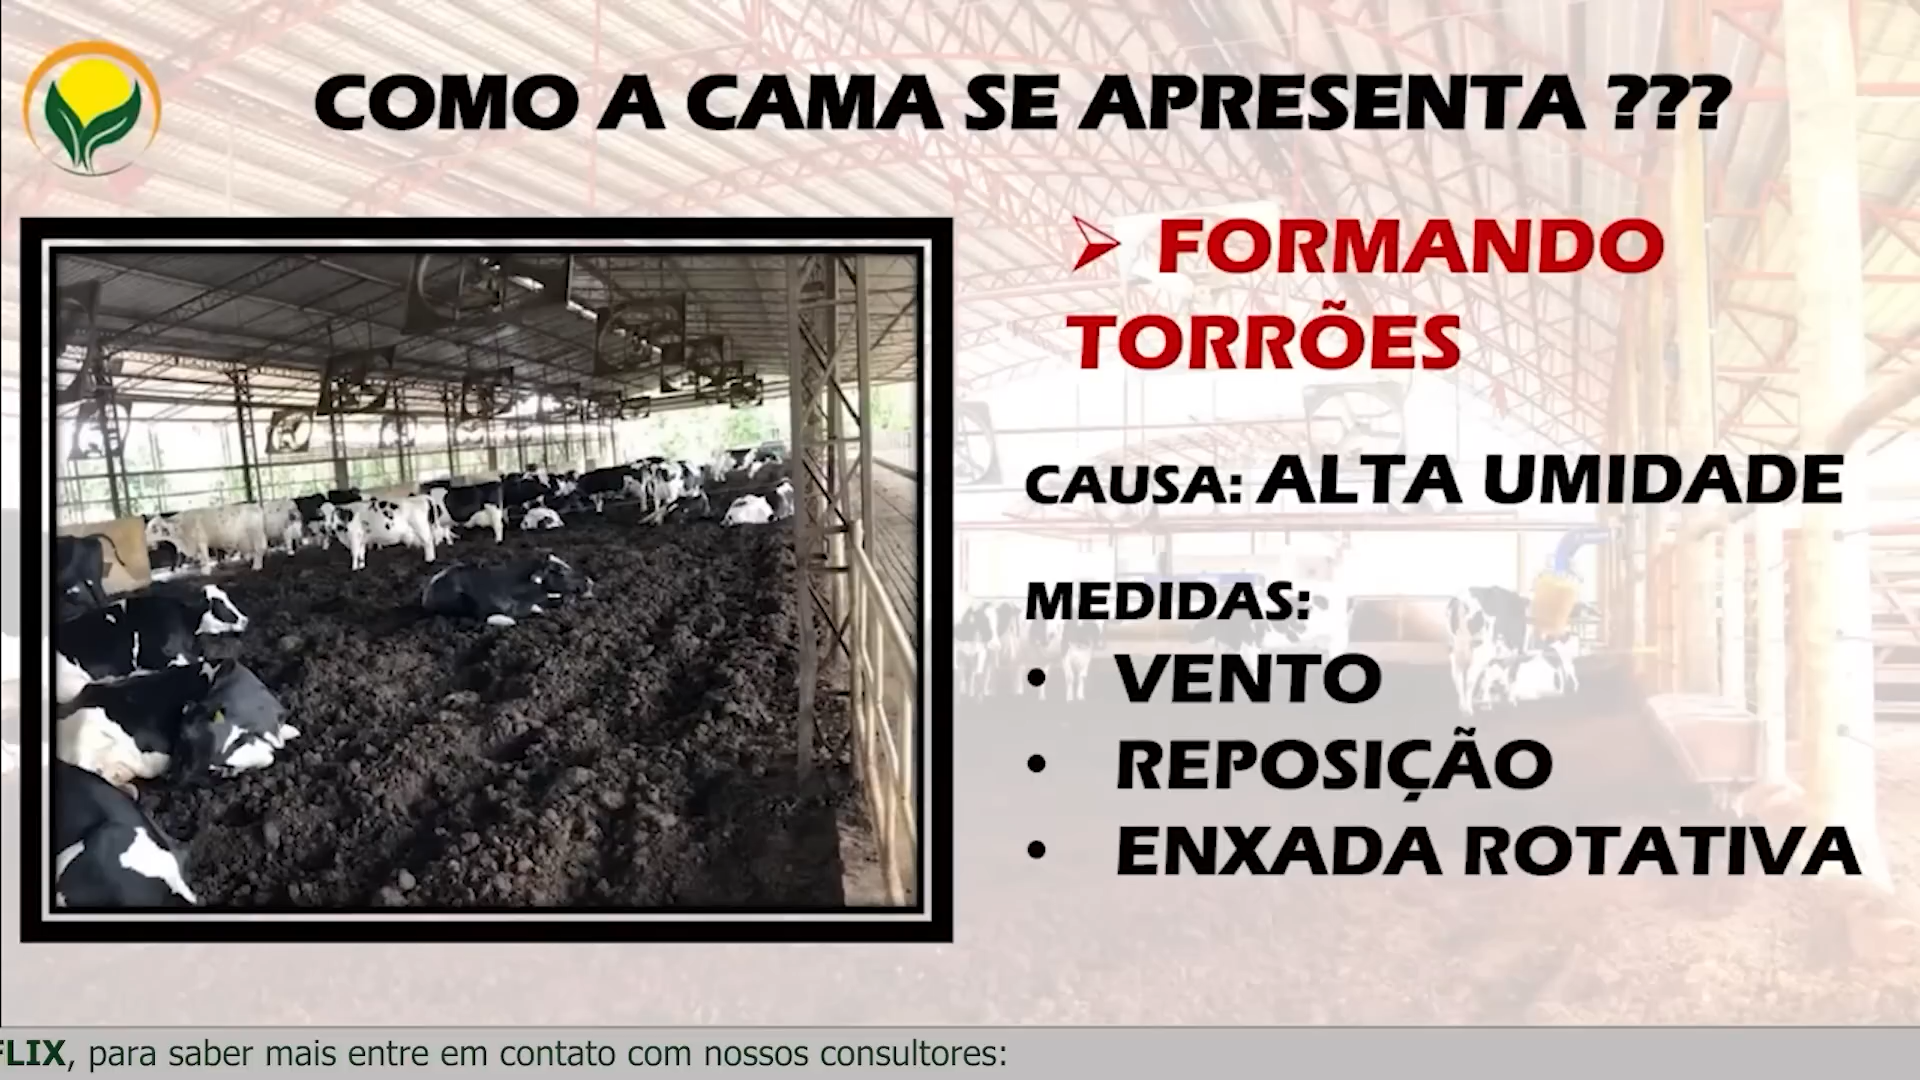 COMO A CAMA SE APRESENTA ???
➢ FORMANDO
TORRÕES
CAUSA: ALTA UMIDADE
MEDIDAS:
• VENTO
• REPOSIÇÃO
• ENXADA ROTATIVA
FLIX, para saber mais entre em contato com nossos consultores: